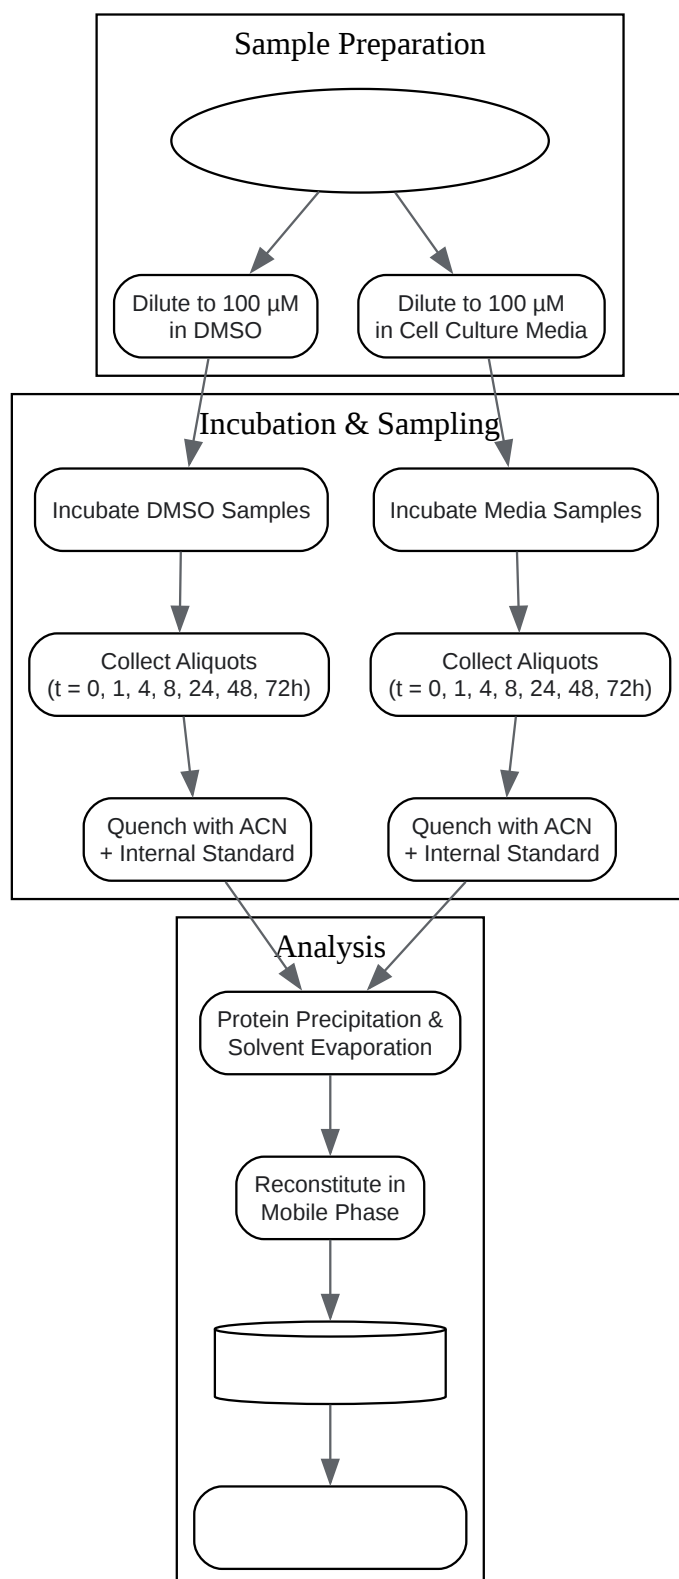 Sample Preparation
Dilute to 100 µM
in DMSO
Dilute to 100 µM
in Cell Culture Media
Incubation & Sampling
Incubate DMSO Samples
Incubate Media Samples
Collect Aliquots
(t = 0, 1, 4, 8, 24, 48, 72h)
Collect Aliquots
(t = 0, 1, 4, 8, 24, 48, 72h)
Quench with ACN
+ Internal Standard
Quench with ACN
+ Internal Standard
Analysis
Protein Precipitation &
Solvent Evaporation
Reconstitute in
Mobile Phase